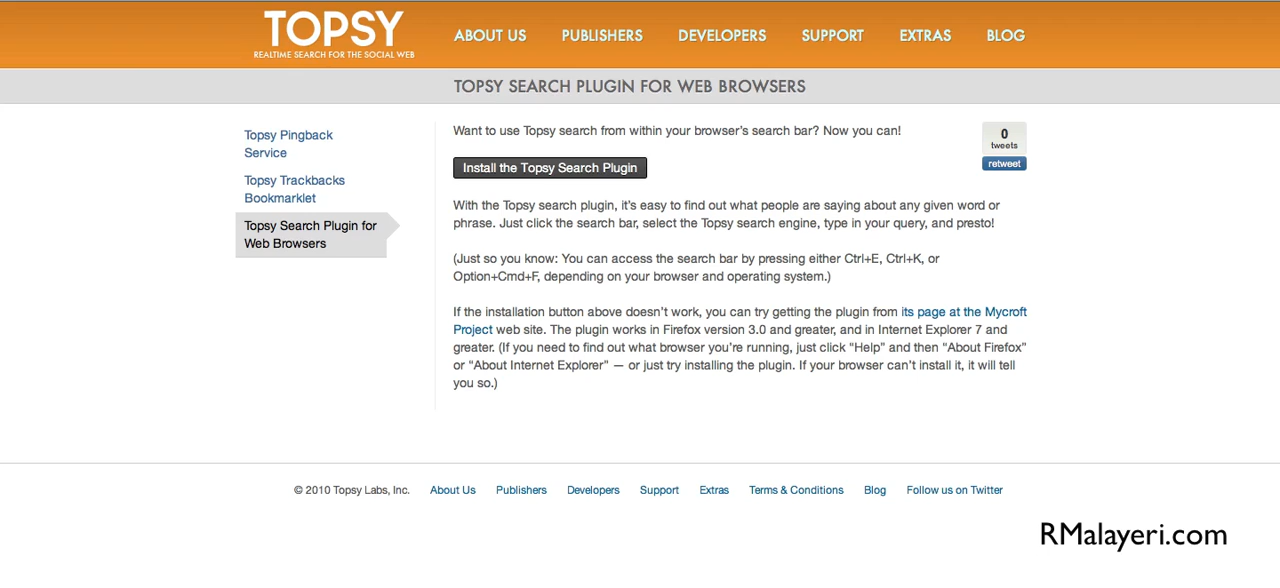 TOPSY
REALTIME SEARCH FOR THE SOCIAL WEB
ABOUT US PUBLISHERS DEVELOPERS SUPPORT EXTRAS BLOG
TOPSY SEARCH PLUGIN FOR WEB BROWSERS
Topsy Pingback
Service
Topsy Trackbacks
Bookmarklet
Topsy Search Plugin for
Web Browsers
Want to use Topsy search from within your browser's search bar? Now you can!
0
tweets
retweet
Install the Topsy Search Plugin
With the Topsy search plugin, it's easy to find out what people are saying about any given word or
phrase. Just click the search bar, select the Topsy search engine, type in your query, and presto!
(Just so you know: You can access the search bar by pressing either Ctrl+E, Ctrl+K, or
Option+Cmd+F, depending on your browser and operating system.)
If the installation button above doesn't work, you can try getting the plugin from its page at the Mycroft
Project web site. The plugin works in Firefox version 3.0 and greater, and in Internet Explorer 7 and
greater. (If you need to find out what browser you're running, just click “Help” and then “About Firefox”
or “About Internet Explorer” — or just try installing the plugin. If your browser can't install it, it will tell
you so.)
© 2010 Topsy Labs, Inc. About Us Publishers Developers Support Extras Terms & Conditions Blog Follow us on Twitter
RMalayeri.com